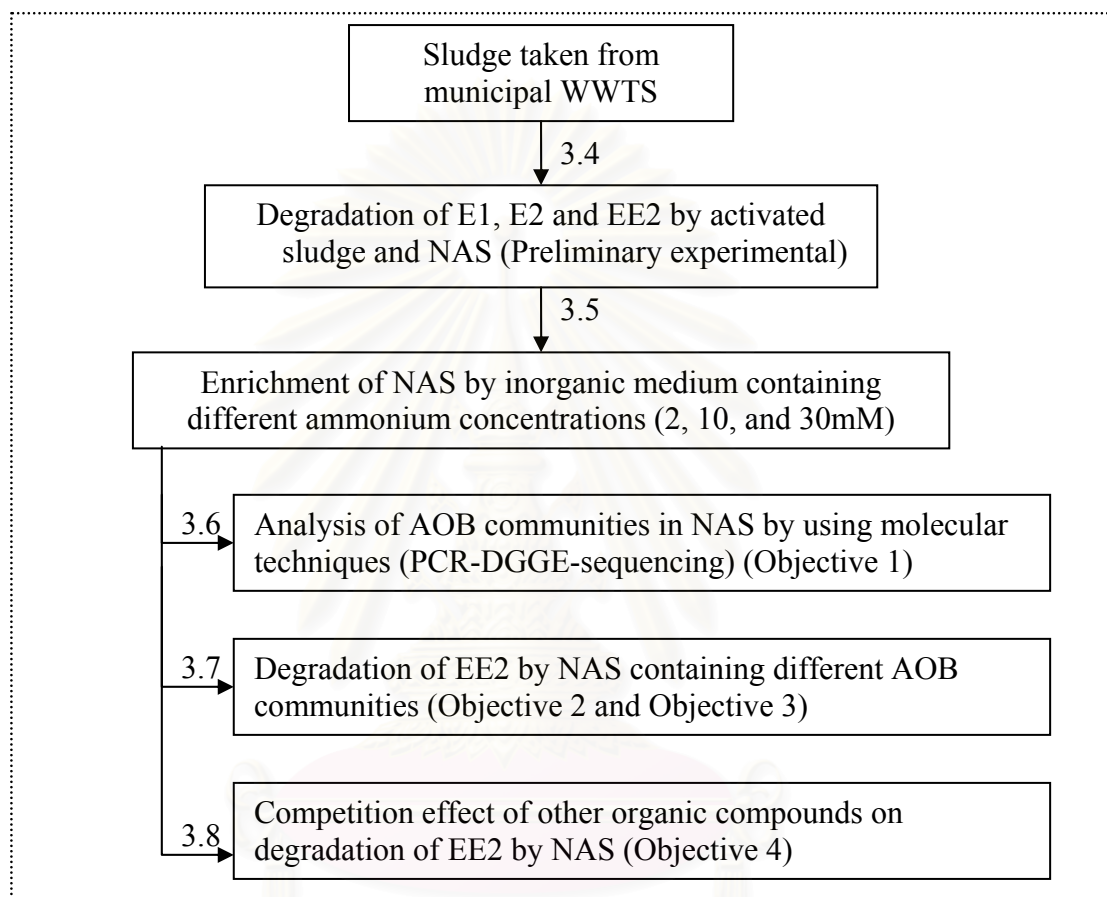 Sludge taken from
municipal WWTS
3.4
Degradation of E1, E2 and EE2 by activated
sludge and NAS (Preliminary experimental)
3.5
Enrichment of NAS by inorganic medium containing
different ammonium concentrations (2, 10, and 30mM)
3.6
Analysis of AOB communities in NAS by using molecular
techniques (PCR-DGGE-sequencing) (Objective 1)
3.7
Degradation of EE2 by NAS containing different AOB
communities (Objective 2 and Objective 3)
3.8
Competition effect of other organic compounds on
degradation of EE2 by NAS (Objective 4)